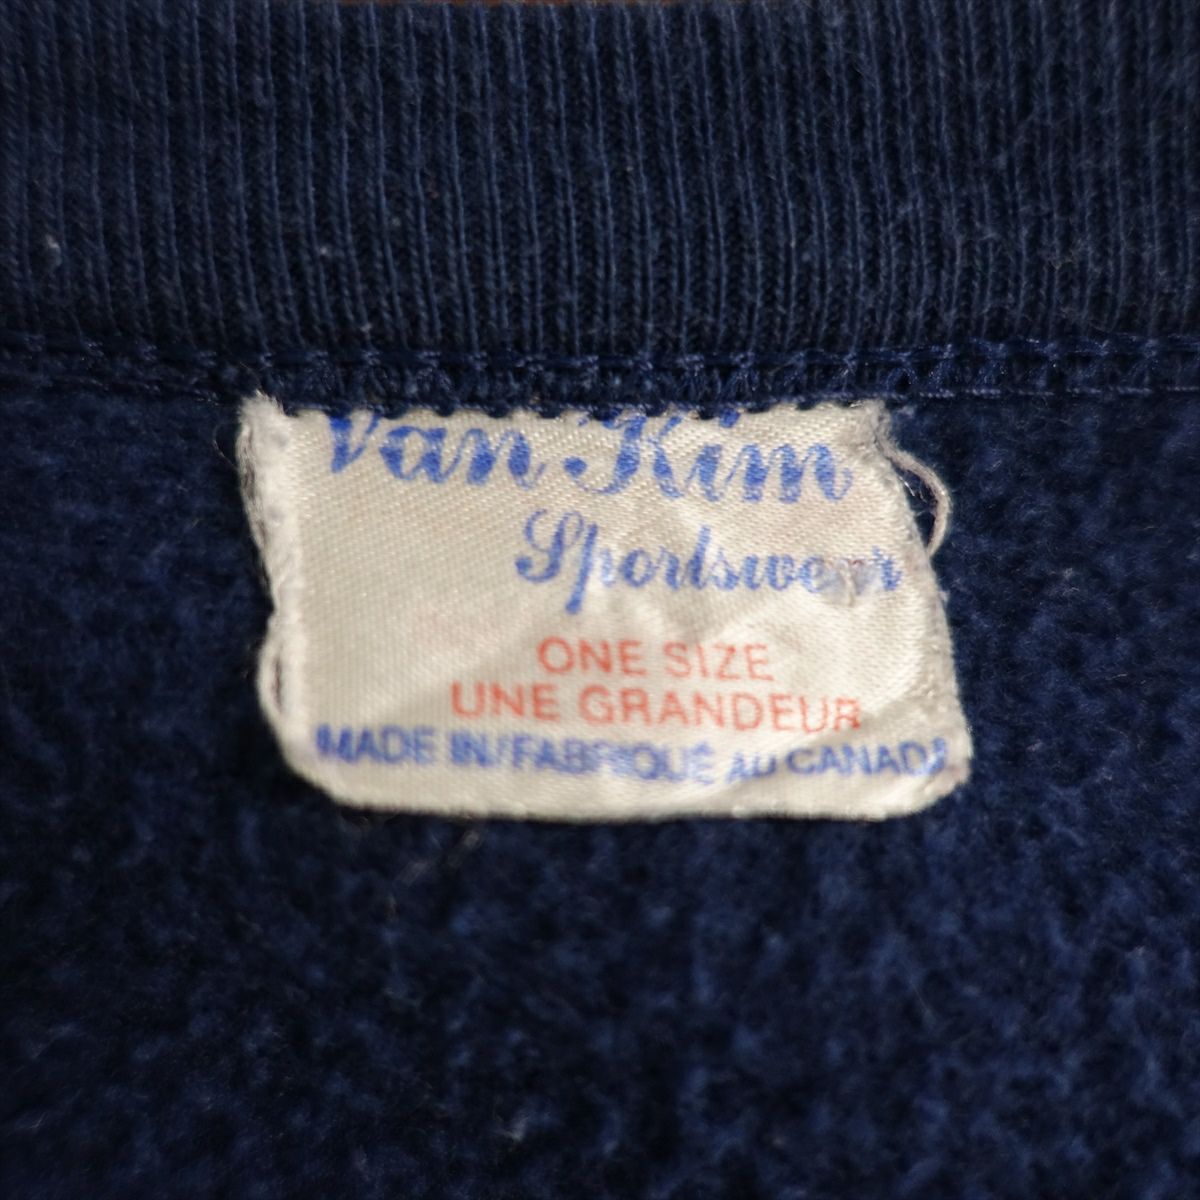 Van Kim
Sportswear
ONE SIZE
UNE GRANDEUR
MADE IN/FABRIQUÉ AU CANADA